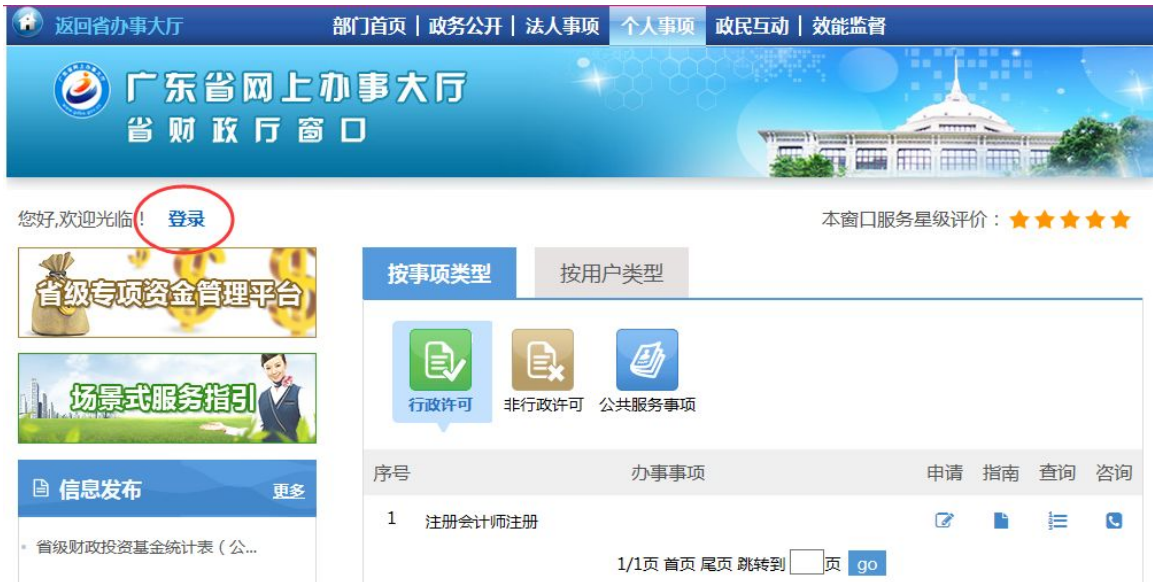 返回省办事大厅 部门首页 | 政务公开 | 法人事项 个人事项 政民互动 | 效能监督
广东省网上办事大厅
省财政厅窗口
您好,欢迎光临! 登录 本窗口服务星级评价:
省级专项资金管理平台
按事项类型 按用户类型
场景式服务指引
行政许可 非行政许可 公共服务事项
信息发布 更多
序号 办事事项 申请 指南 查询 咨询
1 注册会计师注册
省级财政投资基金统计表(公...
1/1页 首页 尾页 跳转到 页 go